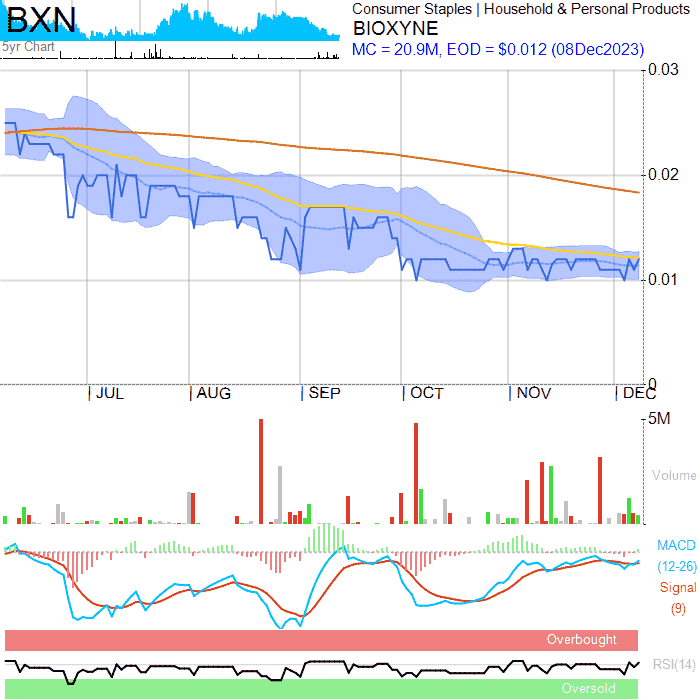 BXN
Consumer Staples | Household & Personal Products
BIOXYNE
MC = 20.9M, EOD = $0.012 (08Dec2023)
5yr Chart
0.03
0.02
0.01
0
JUL
AUG
SEP
OCT
NOV
DEC
5M
Volume
MACD
(12-26)
Signal
(9)
Overbought
RSI(14)
Oversold